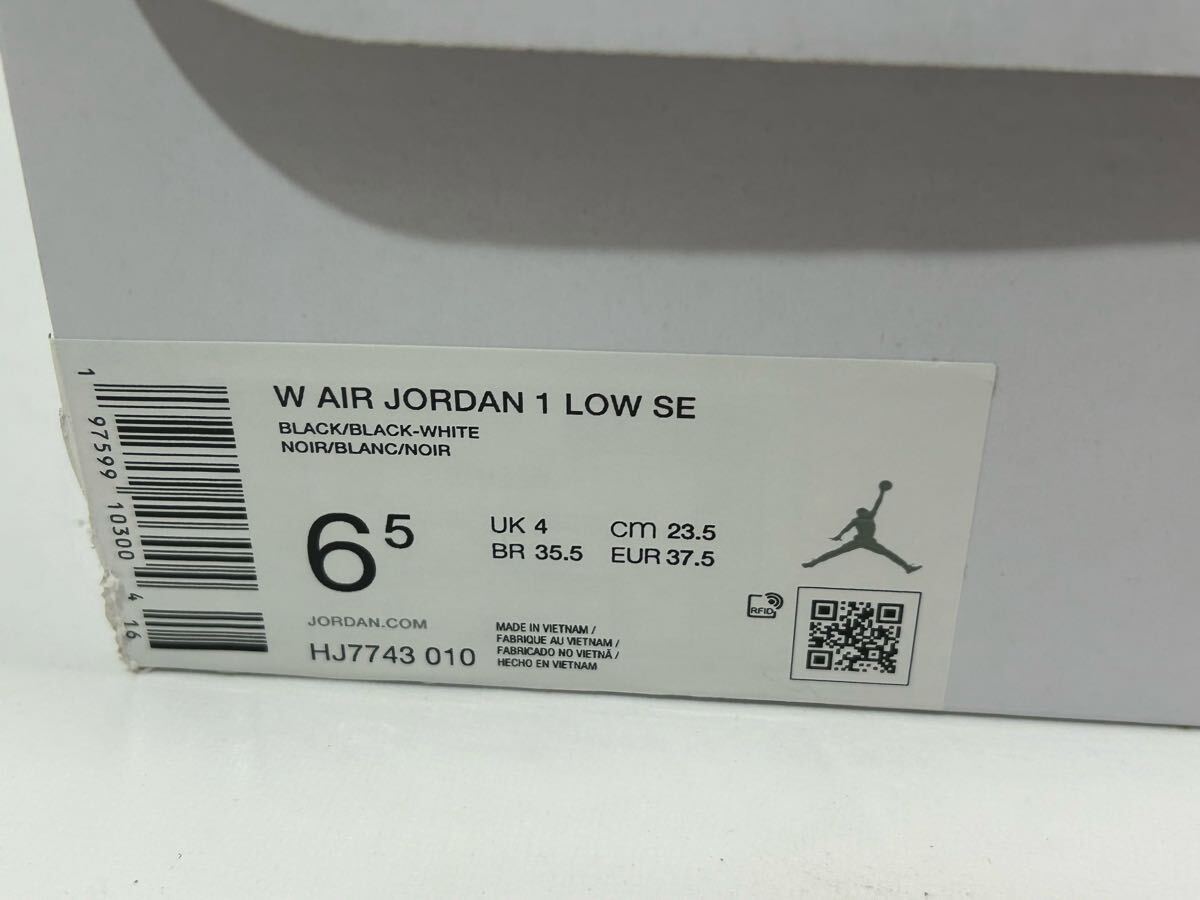 W AIR JORDAN 1 LOW SE
BLACK/BLACK-WHITE
NOIR/BLANC/NOIR
6 5
UK 4 cm 23.5
BR 35.5 EUR 37.5
JORDAN.COM
HJ7743 010
MADE IN VIETNAM /
FABRIQUE AU VIETNAM /
FABRICADO NO VIETNÃ /
HECHO EN VIETNAM
RFID
1 97599 10300 4 16